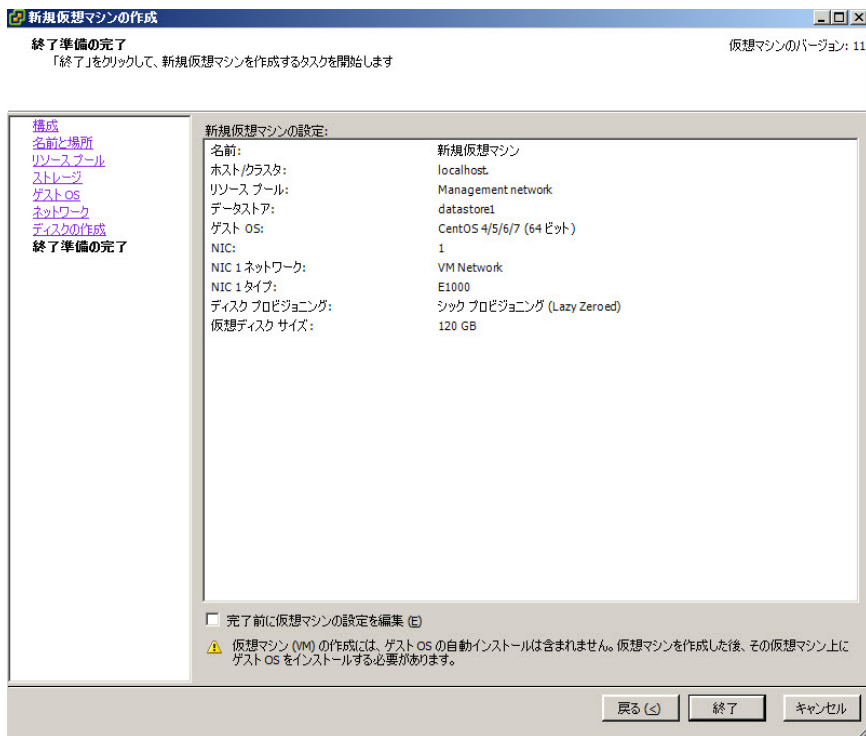 新規仮想マシンの作成
終了準備の完了
「終了」をクリックして、新規仮想マシンを作成するタスクを開始します
仮想マシンのバージョン: 11
構成
名前と場所
リソース プール
ストレージ
ゲスト OS
ネットワーク
ディスクの作成
終了準備の完了
新規仮想マシンの設定:
名前: 新規仮想マシン
ホスト/クラスタ: localhost.
リソース プール: Management network
データストア: datastore1
ゲスト OS: CentOS 4/5/6/7 (64 ビット)
NIC: 1
NIC 1 ネットワーク: VM Network
NIC 1 タイプ: E1000
ディスク プロビジョニング: シック プロビジョニング (Lazy Zeroed)
仮想ディスク サイズ: 120 GB
完了前に仮想マシンの設定を編集 (E)
仮想マシン (VM) の作成には、ゲスト OS の自動インストールは含まれません。仮想マシンを作成した後、その仮想マシン上に
ゲスト OS をインストールする必要があります。
戻る (<) 終了 キャンセル